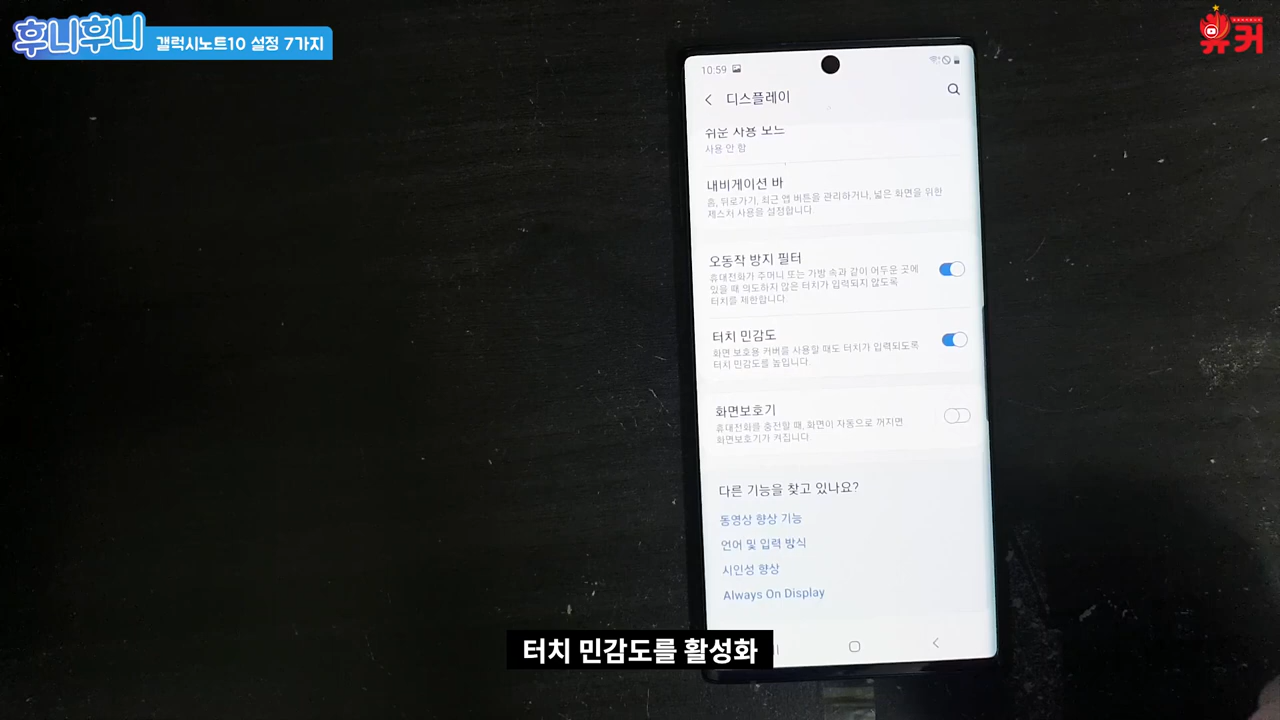 후니후니
갤럭시노트10 설정 7가지
유커
10:59
디스플레이
쉬운 사용 모드
사용 안 함
내비게이션 바
홈, 뒤로가기, 최근 앱 버튼을 관리하거나, 넓은 화면을 위한
제스처 사용을 설정합니다.
오동작 방지 필터
휴대전화가 주머니 또는 가방 속과 같이 어두운 곳에
있을 때 의도하지 않은 터치가 입력되지 않도록
터치를 제한합니다.
터치 민감도
화면 보호용 커버를 사용할 때도 터치가 입력되도록
터치 민감도를 높입니다.
화면보호기
휴대전화를 충전할 때, 화면이 자동으로 꺼지면
화면보호기가 켜집니다.
다른 기능을 찾고 있나요?
동영상 향상 기능
언어 및 입력 방식
시인성 향상
Always On Display
터치 민감도를 활성화